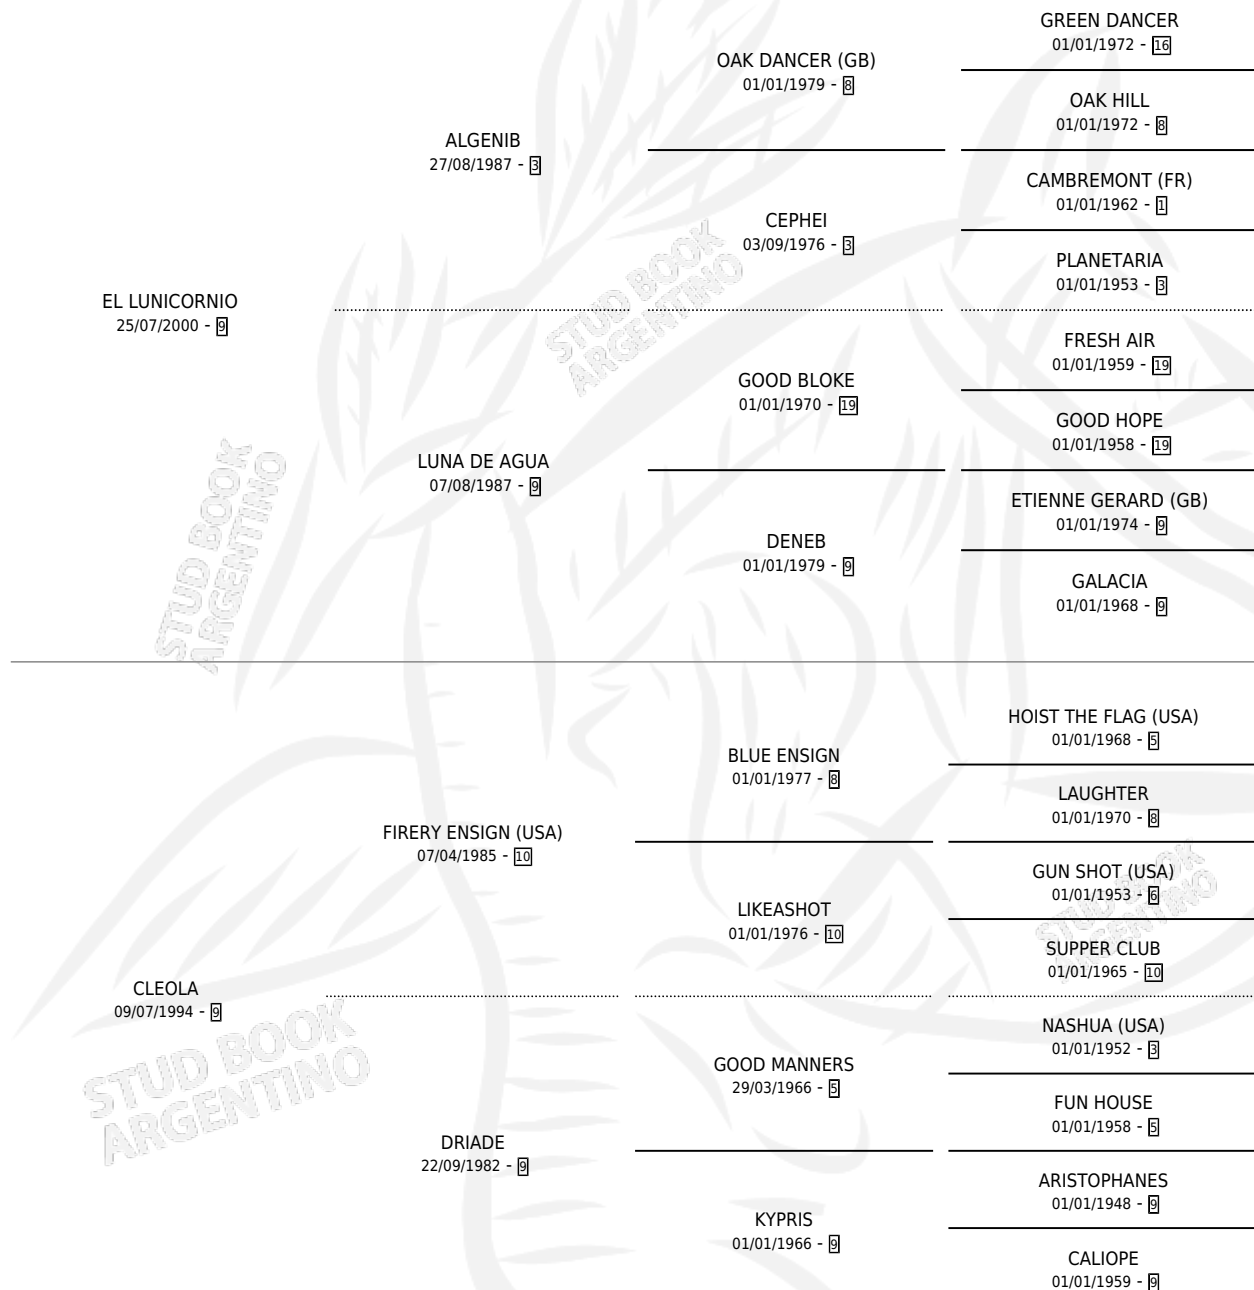 GREEN DANCER
01/01/1972 - 16
OAK DANCER (GB)
01/01/1979 - 8
OAK HILL
01/01/1972 - 8
ALGENIB
27/08/1987 - 3
CAMBREMONT (FR)
01/01/1962 - 1
CEPHEI
03/09/1976 - 3
PLANETARIA
01/01/1953 - 3
EL LUNICORNIO
25/07/2000 - 9
FRESH AIR
01/01/1959 - 19
GOOD BLOKE
01/01/1970 - 19
GOOD HOPE
01/01/1958 - 19
LUNA DE AGUA
07/08/1987 - 9
ETIENNE GERARD (GB)
01/01/1974 - 9
DENEB
01/01/1979 - 9
GALACIA
01/01/1968 - 9
STUD BOOK
ARGENTINO
STUD BOOK
ARGENTINO
HOIST THE FLAG (USA)
01/01/1968 - 5
BLUE ENSIGN
01/01/1977 - 8
LAUGHTER
01/01/1970 - 8
FIRERY ENSIGN (USA)
07/04/1985 - 10
GUN SHOT (USA)
01/01/1953 - 6
LIKEASHOT
01/01/1976 - 10
SUPPER CLUB
01/01/1965 - 10
CLEOLA
09/07/1994 - 9
NASHUA (USA)
01/01/1952 - 3
GOOD MANNERS
29/03/1966 - 5
FUN HOUSE
01/01/1958 - 5
DRIADE
22/09/1982 - 9
ARISTOPHANES
01/01/1948 - 9
KYPRIS
01/01/1966 - 9
CALIOPE
01/01/1959 - 9
STUD BOOK
ARGENTINO
STUD BOOK
ARGENTINO